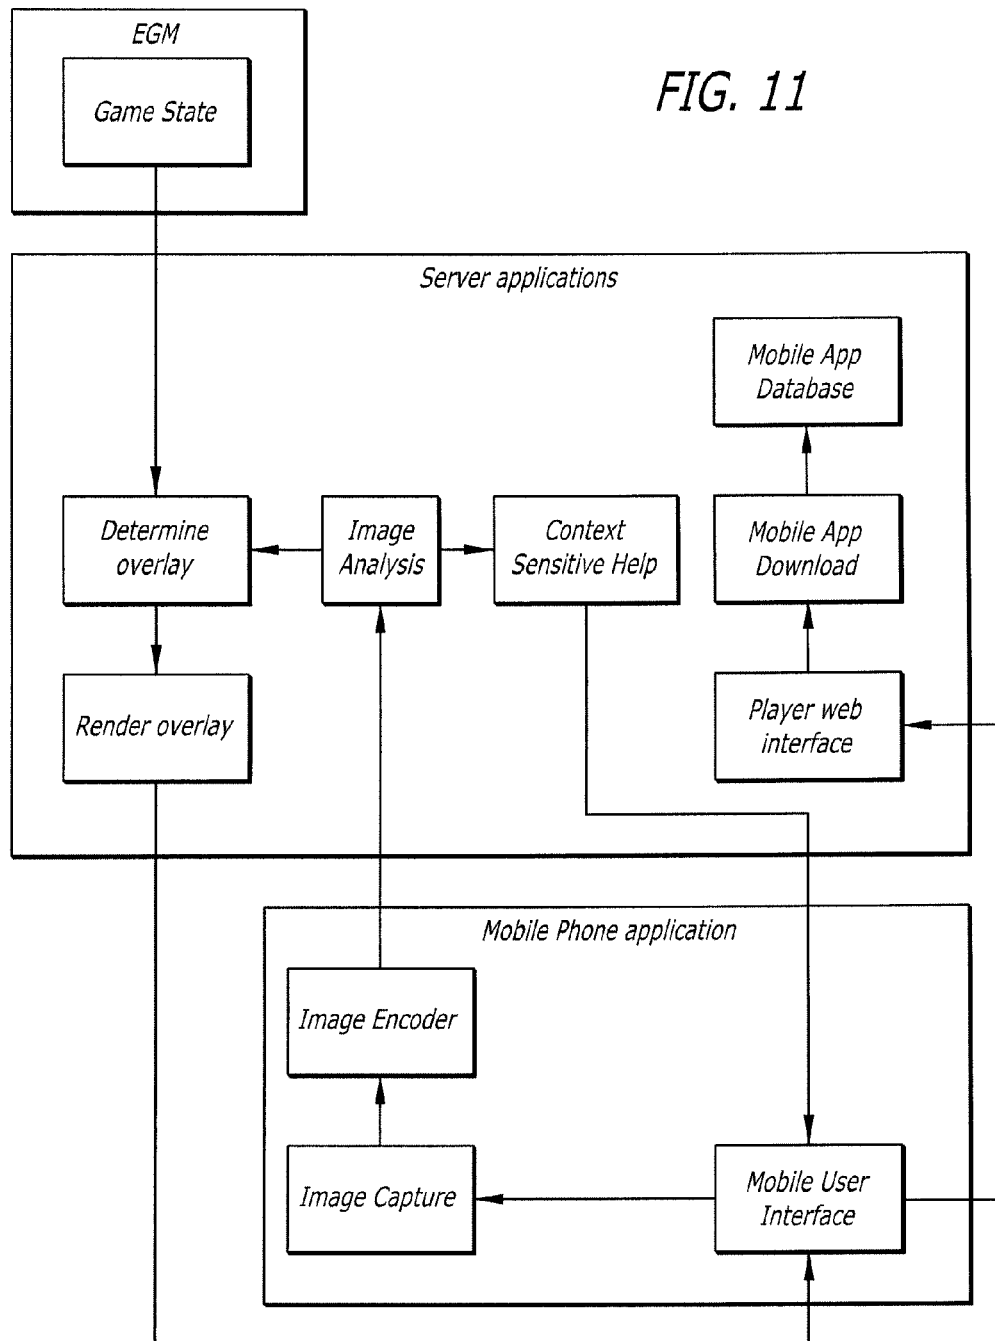 EGM
Game State
FIG. 11
Server applications
Mobile App
Database
Determine
overlay
Image
Analysis
Context
Sensitive Help
Mobile App
Download
Render overlay
Player web
interface
Mobile Phone application
Image Encoder
Image Capture
Mobile User
Interface